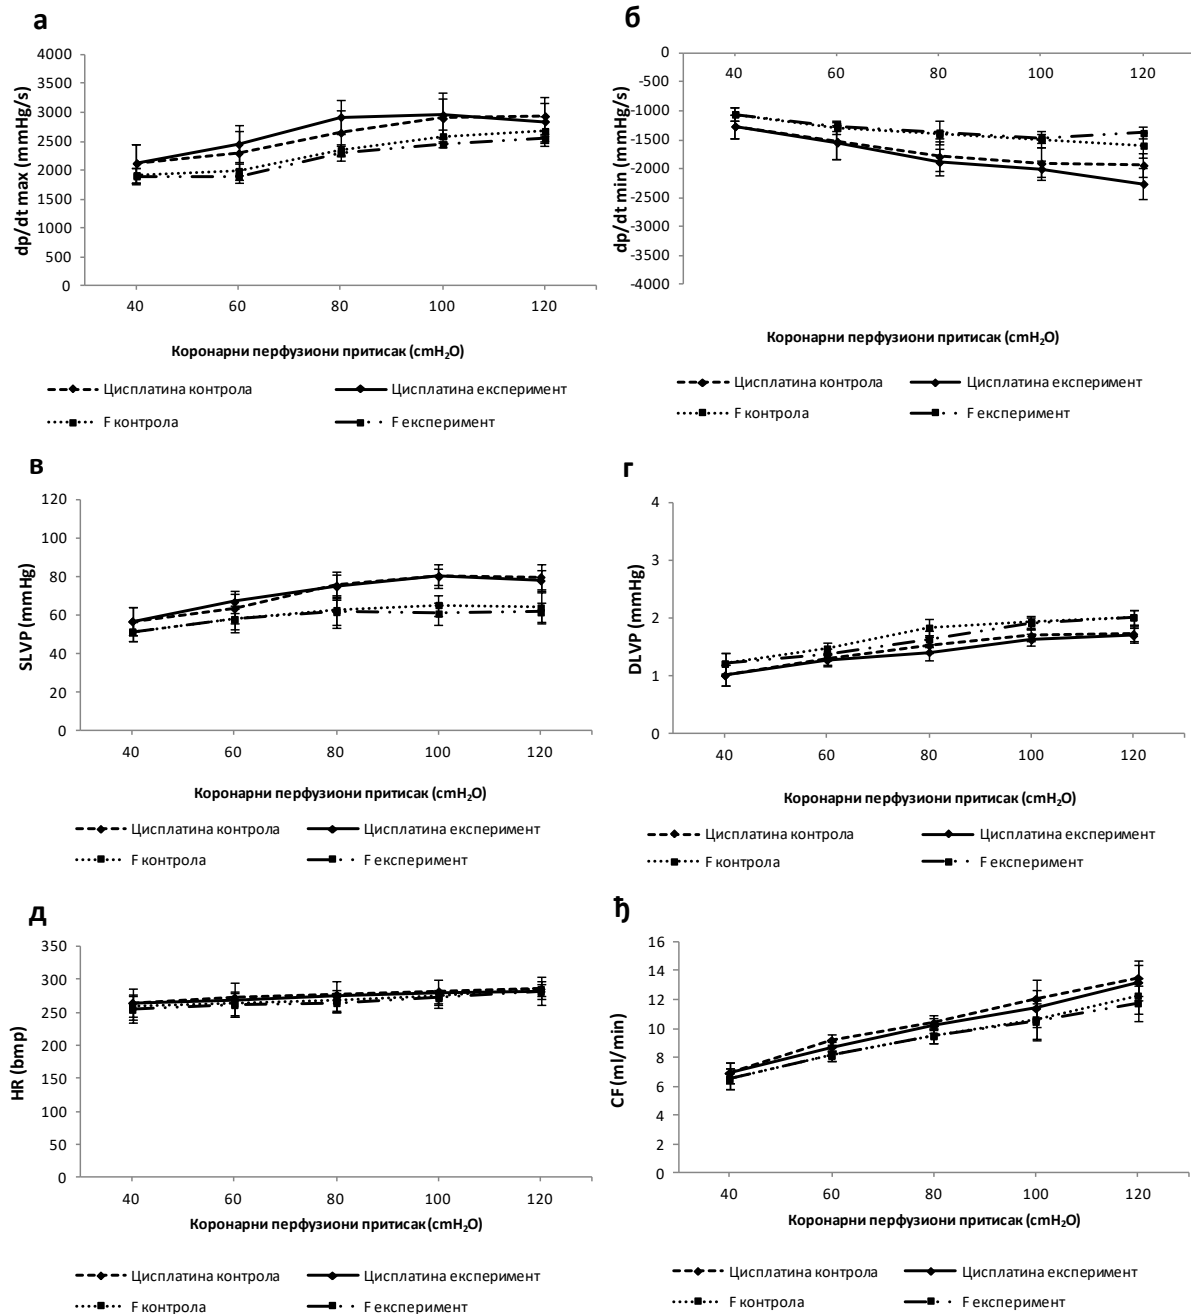 а
dp/dt max (mmHg/s)
4000
3500
3000
2500
2000
1500
1000
500
0
40 60 80 100 120
Коронарни перфузиони притисак (cmH₂O)
Цисплатина контрола Цисплатина експеримент
F контрола F експеримент
б
dp/dt min (mmHg/s)
0
-500
-1000
-1500
-2000
-2500
-3000
-3500
-4000
40 60 80 100 120
Коронарни перфузиони притисак (cmH₂O)
Цисплатина контрола Цисплатина експеримент
F контрола F експеримент
в
SLVP (mmHg)
120
100
80
60
40
20
0
40 60 80 100 120
Коронарни перфузиони притисак (cmH₂O)
Цисплатина контрола Цисплатина експеримент
F контрола F експеримент
г
DLVP (mmHg)
4
3
2
1
0
40 60 80 100 120
Коронарни перфузиони притисак (cmH₂O)
Цисплатина контрола Цисплатина експеримент
F контрола F експеримент
д
HR (bmp)
350
300
250
200
150
100
50
0
40 60 80 100 120
Коронарни перфузиони притисак (cmH₂O)
Цисплатина контрола Цисплатина експеримент
F контрола F експеримент
ђ
CF (ml/min)
16
14
12
10
8
6
4
2
0
40 60 80 100 120
Коронарни перфузиони притисак (cmH₂O)
Цисплатина контрола Цисплатина експеримент
F контрола F експеримент